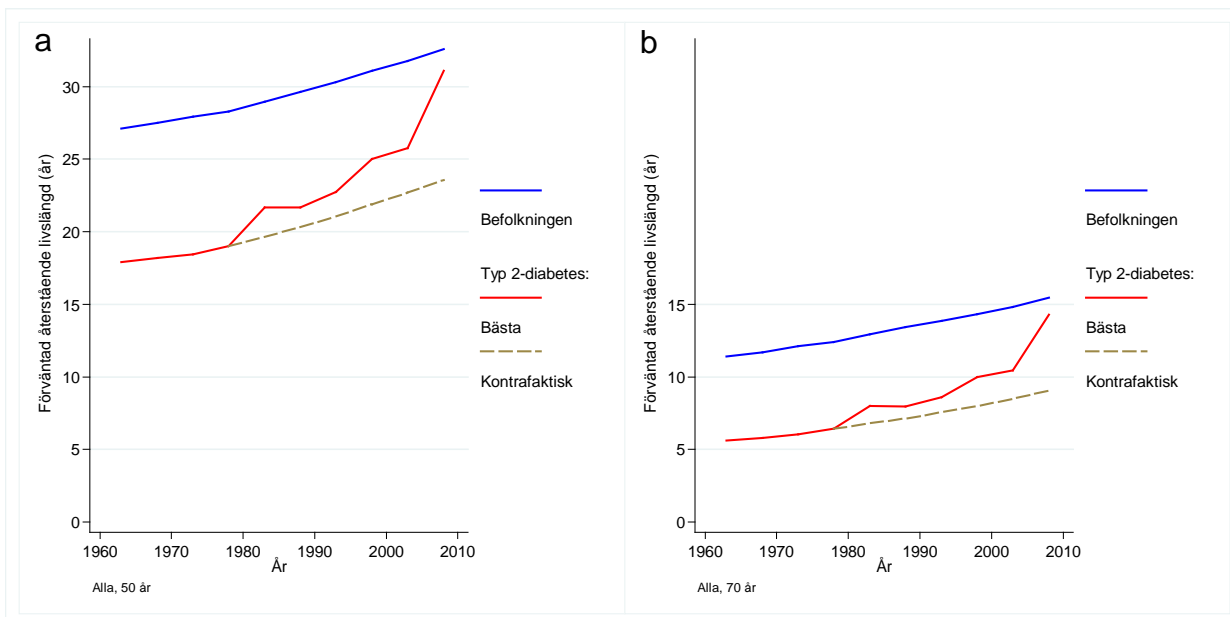 a
Förväntad återstående livslängd (år)
30
25
20
15
10
5
0
1960 1970 1980 1990 2000 2010
År
Alla, 50 år
Befolkningen
Typ 2-diabetes:
Bästa
Kontrafaktisk
b
Förväntad återstående livslängd (år)
15
10
5
0
1960 1970 1980 1990 2000 2010
År
Alla, 70 år
Befolkningen
Typ 2-diabetes:
Bästa
Kontrafaktisk